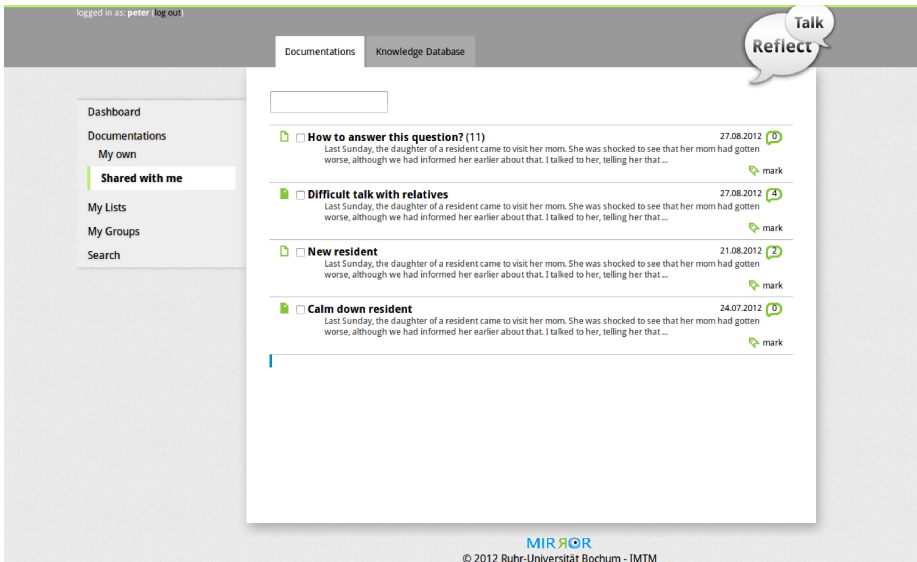 logged in as: peter (log out)
Talk
Reflect
Documentations
Knowledge Database
Dashboard
Documentations
My own
Shared with me
My Lists
My Groups
Search
How to answer this question? (11)
27.08.2012 0
Last Sunday, the daughter of a resident came to visit her mom. She was shocked to see that her mom had gotten
worse, although we had informed her earlier about that. I talked to her, telling her that ...
mark
Difficult talk with relatives
27.08.2012 4
Last Sunday, the daughter of a resident came to visit her mom. She was shocked to see that her mom had gotten
worse, although we had informed her earlier about that. I talked to her, telling her that ...
mark
New resident
21.08.2012 2
Last Sunday, the daughter of a resident came to visit her mom. She was shocked to see that her mom had gotten
worse, although we had informed her earlier about that. I talked to her, telling her that ...
mark
Calm down resident
24.07.2012 0
Last Sunday, the daughter of a resident came to visit her mom. She was shocked to see that her mom had gotten
worse, although we had informed her earlier about that. I talked to her, telling her that ...
mark
MIRЯOR
© 2012 Ruhr-Universität Bochum - IMTM